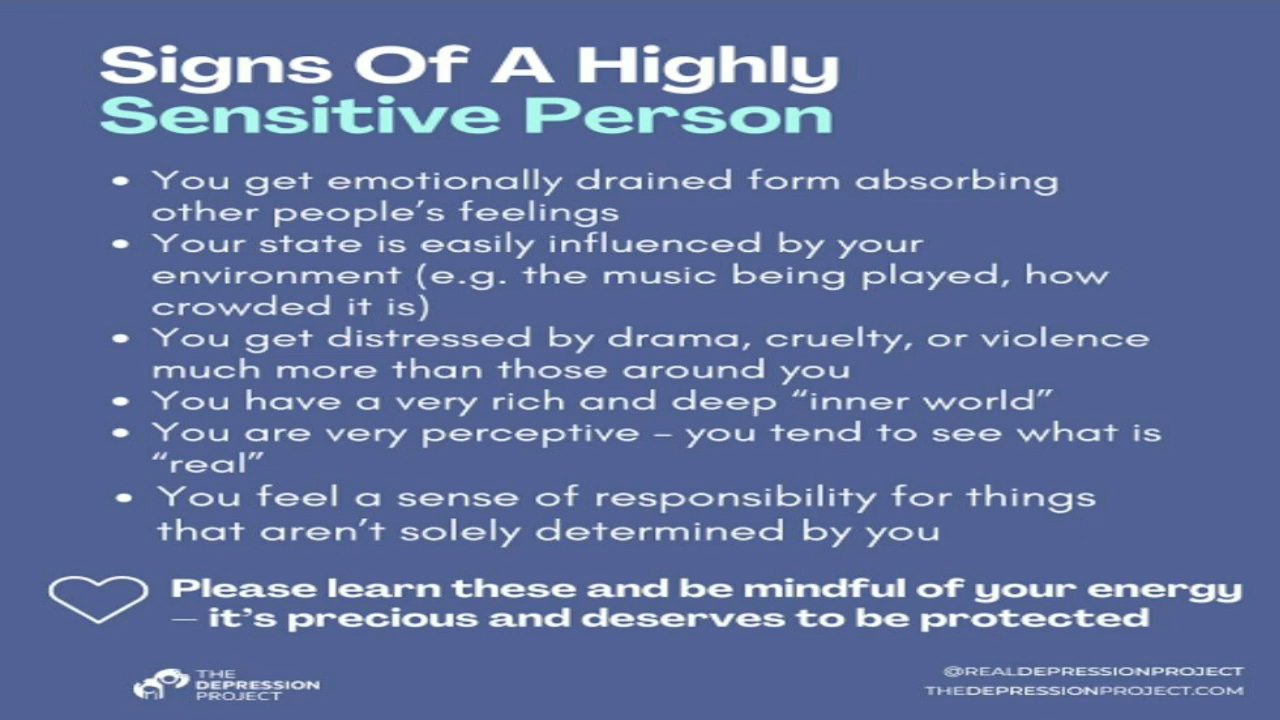 Signs Of A Highly
Sensitive Person
• You get emotionally drained form absorbing
other people's feelings
• Your state is easily influenced by your
environment (e.g. the music being played, how
crowded it is)
• You get distressed by drama, cruelty, or violence
much more than those around you
• You have a very rich and deep “inner world”
• You are very perceptive – you tend to see what is
“real”
• You feel a sense of responsibility for things
that aren't solely determined by you
Please learn these and be mindful of your energy
– it's precious and deserves to be protected
THE
DEPRESSION
PROJECT
@REALDEPRESSIONPROJECT
THEDEPRESSIONPROJECT.COM